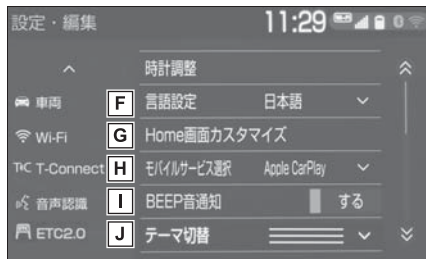 設定・編集 11:29
時計調整
車両 F 言語設定 日本語
Wi-Fi G Home画面カスタマイズ
T-Connect H モバイルサービス選択 Apple CarPlay
音声認識 I BEEP音通知 する
ETC2.0 J テーマ切替